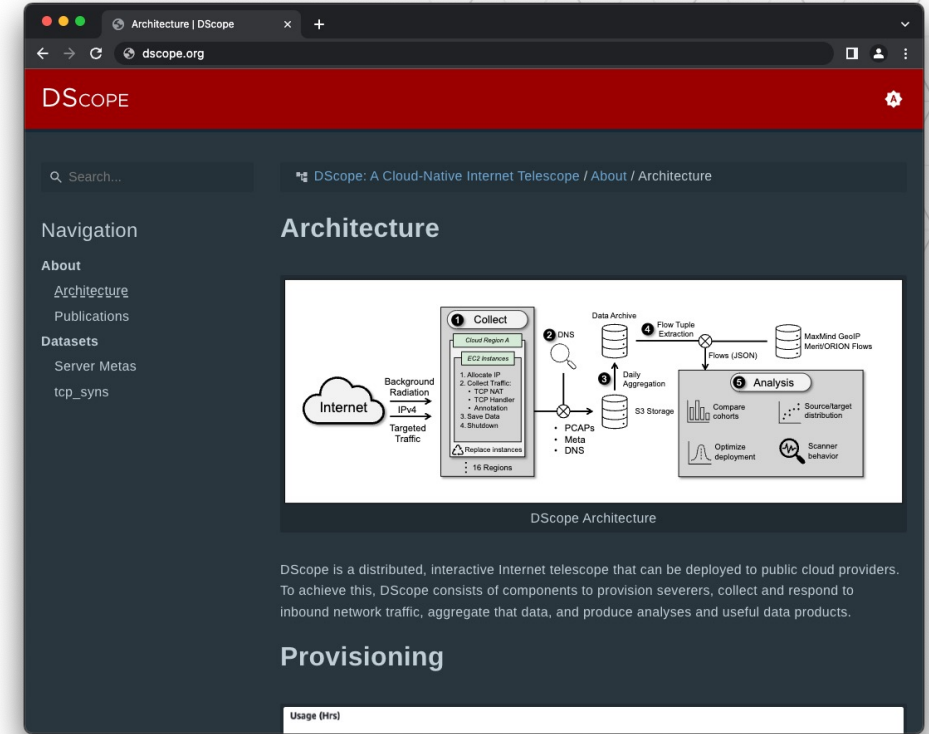 Architecture | DScope
dscope.org
DSCOPE
A
Search...
DScope: A Cloud-Native Internet Telescope / About / Architecture
Navigation
About
Architecture
Publications
Datasets
Server Metas
tcp_syns
Architecture
Internet
Background
Radiation
IPv4
Targeted
Traffic
1 Collect
Cloud Region A
EC2 Instances
1. Allocate IP
2. Collect Traffic:
• TCP NAT
• TCP Handler
• Annotation
3. Save Data
4. Shutdown
Replace instances
16 Regions
2 DNS
• PCAPs
• Meta
• DNS
Data Archive
3 Daily
Aggregation
S3 Storage
4 Flow Tuple
Extraction
Flows (JSON)
MaxMind GeoIP
Merit/ORION Flows
5 Analysis
Compare
cohorts
Source/target
distribution
Optimize
deployment
Scanner
behavior
DScope Architecture
DScope is a distributed, interactive Internet telescope that can be deployed to public cloud providers.
To achieve this, DScope consists of components to provision severers, collect and respond to
inbound network traffic, aggregate that data, and produce analyses and useful data products.
Provisioning
Usage (Hrs)